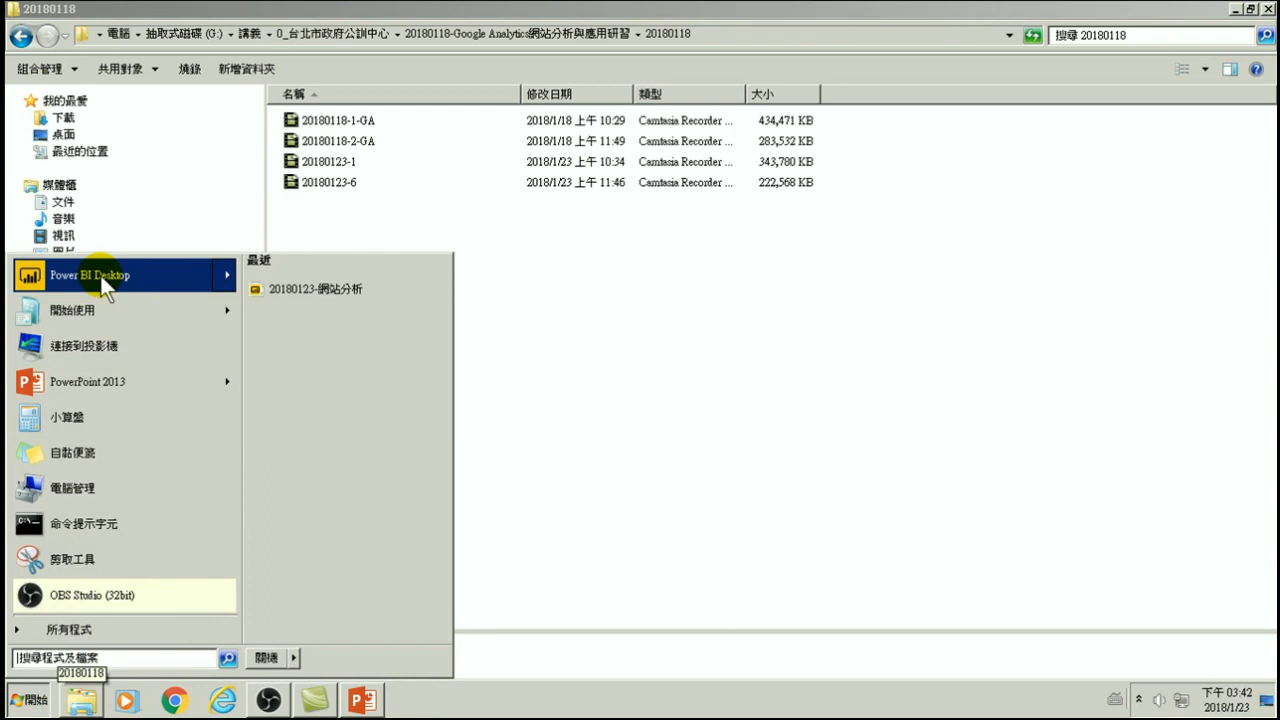 20180118
電腦 抽取式磁碟 (G:) 講義 0_台北市政府公訓中心 20180118-Google Analytics網站分析與應用研習 20180118
搜尋 20180118
組合管理 共用對象 燒錄 新增資料夾
名稱 修改日期 類型 大小
我的最愛
下載
桌面
最近的位置
媒體櫃
文件
音樂
視訊
圖片
20180118-1-GA 2018/1/18 上午 10:29 Camtasia Recorder ... 434,471 KB
20180118-2-GA 2018/1/18 上午 11:49 Camtasia Recorder ... 283,532 KB
20180123-1 2018/1/23 上午 10:34 Camtasia Recorder ... 343,780 KB
20180123-6 2018/1/23 上午 11:46 Camtasia Recorder ... 222,568 KB
Power BI Desktop
開始使用
連接到投影機
PowerPoint 2013
小算盤
自黏便箋
電腦管理
命令提示字元
剪取工具
OBS Studio (32bit)
所有程式
搜尋程式及檔案
最近
20180123-網站分析
關機
20180118
開始
下午 03:42
2018/1/23